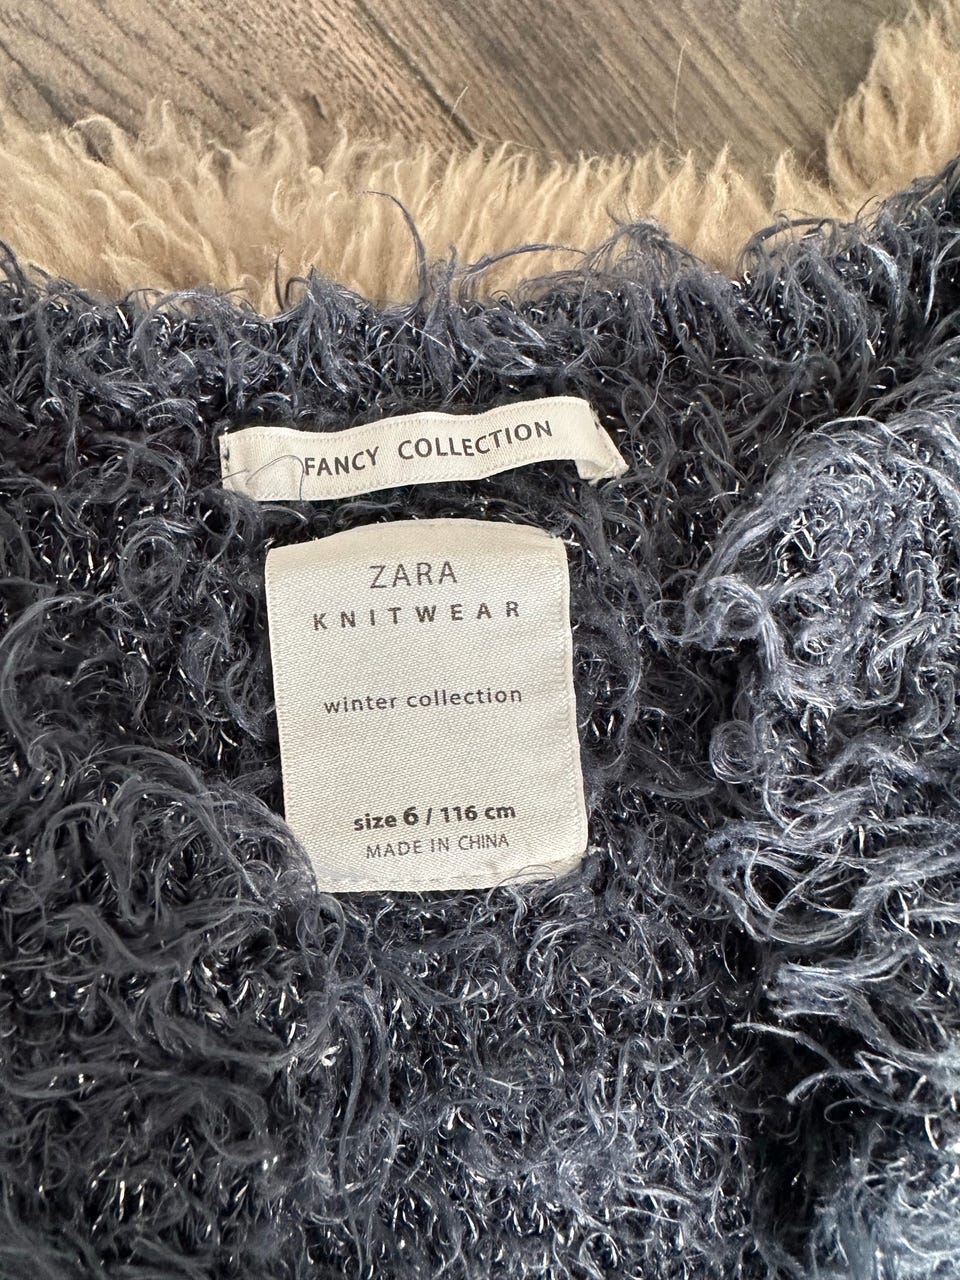 FANCY COLLECTION
ZARA
KNITWEAR
winter collection
size 6 / 116 cm
MADE IN CHINA